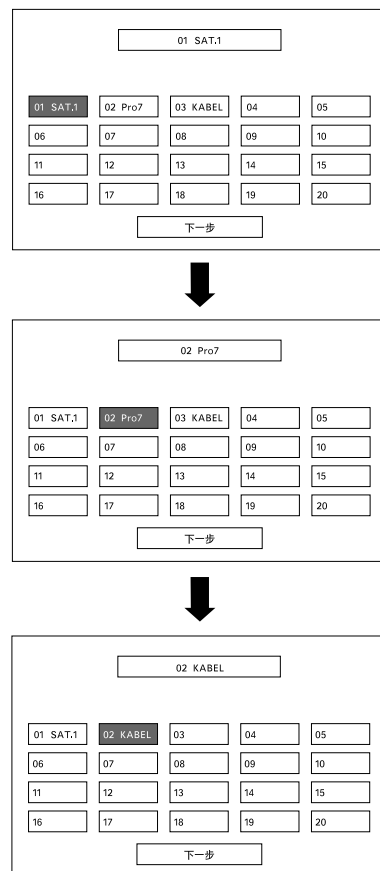 01 SAT.1
01 SAT.1 02 Pro7 03 KABEL 04 05
06 07 08 09 10
11 12 13 14 15
16 17 18 19 20
下一步
02 Pro7
01 SAT.1 02 Pro7 03 KABEL 04 05
06 07 08 09 10
11 12 13 14 15
16 17 18 19 20
下一步
02 KABEL
01 SAT.1 02 KABEL 03 04 05
06 07 08 09 10
11 12 13 14 15
16 17 18 19 20
下一步